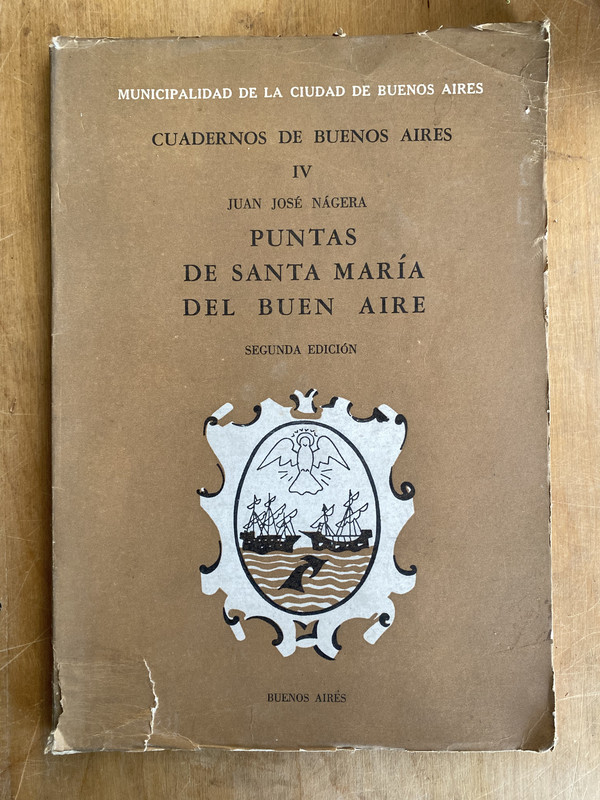 MUNICIPALIDAD DE LA CIUDAD DE BUENOS AIRES
CUADERNOS DE BUENOS AIRES
IV
JUAN JOSÉ NÁGERA
PUNTAS
DE SANTA MARÍA
DEL BUEN AIRE
SEGUNDA EDICIÓN
BUENOS AIRES